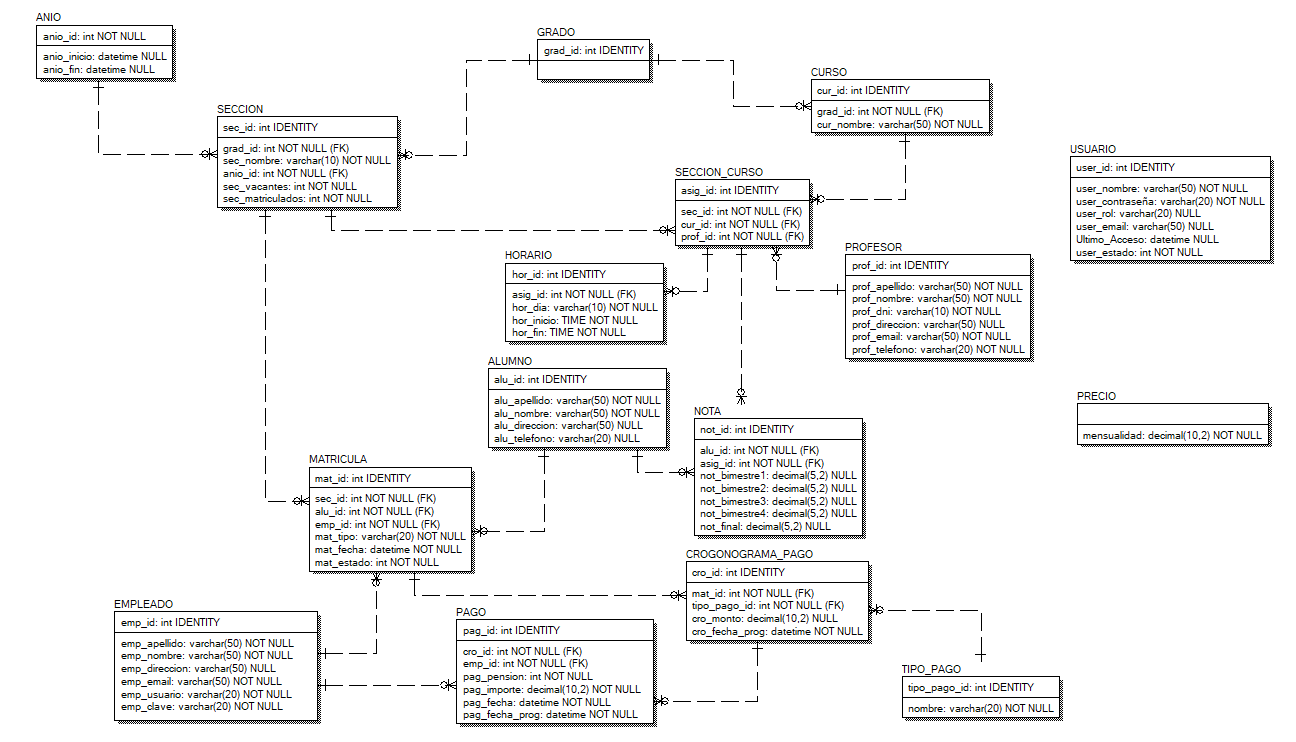 ANIO
anio_id: int NOT NULL
anio_inicio: datetime NULL
anio_fin: datetime NULL
GRADO
grad_id: int IDENTITY
CURSO
cur_id: int IDENTITY
grad_id: int NOT NULL (FK)
cur_nombre: varchar(50) NOT NULL
SECCION
sec_id: int IDENTITY
grad_id: int NOT NULL (FK)
sec_nombre: varchar(10) NOT NULL
anio_id: int NOT NULL (FK)
sec_vacantes: int NOT NULL
sec_matriculados: int NOT NULL
USUARIO
user_id: int IDENTITY
user_nombre: varchar(50) NOT NULL
user_contraseña: varchar(20) NOT NULL
user_rol: varchar(20) NULL
user_email: varchar(50) NULL
Ultimo_Acceso: datetime NULL
user_estado: int NOT NULL
SECCION_CURSO
asig_id: int IDENTITY
sec_id: int NOT NULL (FK)
cur_id: int NOT NULL (FK)
prof_id: int NOT NULL (FK)
PROFESOR
prof_id: int IDENTITY
prof_apellido: varchar(50) NOT NULL
prof_nombre: varchar(50) NOT NULL
prof_dni: varchar(10) NOT NULL
prof_direccion: varchar(50) NULL
prof_email: varchar(50) NOT NULL
prof_telefono: varchar(20) NOT NULL
HORARIO
hor_id: int IDENTITY
asig_id: int NOT NULL (FK)
hor_dia: varchar(10) NOT NULL
hor_inicio: TIME NOT NULL
hor_fin: TIME NOT NULL
ALUMNO
alu_id: int IDENTITY
alu_apellido: varchar(50) NOT NULL
alu_nombre: varchar(50) NOT NULL
alu_direccion: varchar(50) NULL
alu_telefono: varchar(20) NULL
PRECIO
mensualidad: decimal(10,2) NOT NULL
NOTA
not_id: int IDENTITY
alu_id: int NOT NULL (FK)
asig_id: int NOT NULL (FK)
not_bimestre1: decimal(5,2) NULL
not_bimestre2: decimal(5,2) NULL
not_bimestre3: decimal(5,2) NULL
not_bimestre4: decimal(5,2) NULL
not_final: decimal(5,2) NULL
MATRICULA
mat_id: int IDENTITY
sec_id: int NOT NULL (FK)
alu_id: int NOT NULL (FK)
emp_id: int NOT NULL (FK)
mat_tipo: varchar(20) NOT NULL
mat_fecha: datetime NOT NULL
mat_estado: int NOT NULL
CROGONOGRAMA_PAGO
cro_id: int IDENTITY
mat_id: int NOT NULL (FK)
tipo_pago_id: int NOT NULL (FK)
cro_monto: decimal(10,2) NULL
cro_fecha_prog: datetime NOT NULL
EMPLEADO
emp_id: int IDENTITY
emp_apellido: varchar(50) NOT NULL
emp_nombre: varchar(50) NOT NULL
emp_direccion: varchar(50) NULL
emp_email: varchar(50) NULL
emp_usuario: varchar(20) NOT NULL
emp_clave: varchar(20) NOT NULL
PAGO
pag_id: int IDENTITY
cro_id: int NOT NULL (FK)
emp_id: int NOT NULL (FK)
pag_pension: int NOT NULL
pag_importe: decimal(10,2) NOT NULL
pag_fecha: datetime NOT NULL
pag_fecha_prog: datetime NOT NULL
TIPO_PAGO
tipo_pago_id: int IDENTITY
nombre: varchar(20) NOT NULL